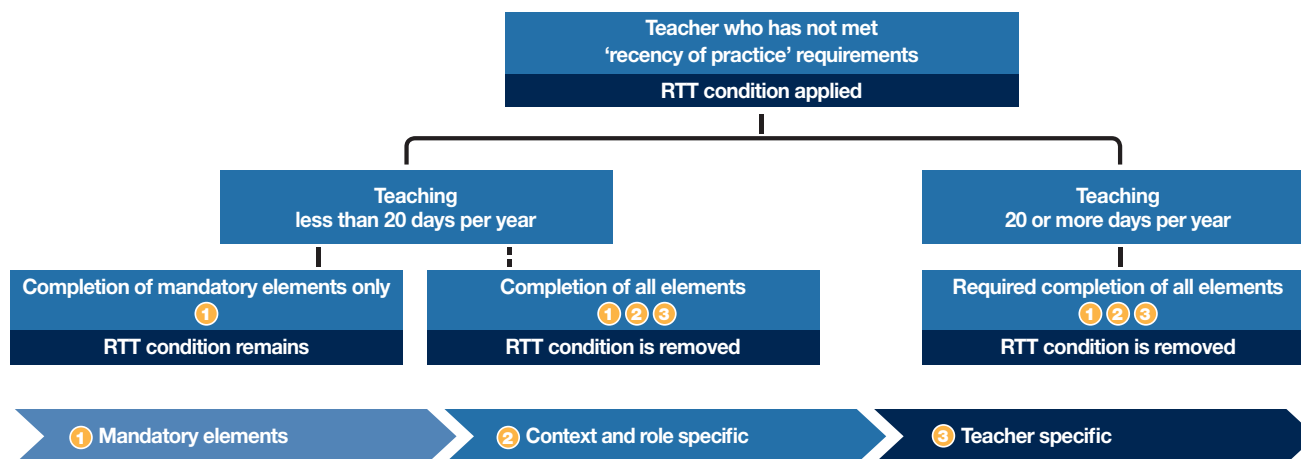 Teacher who has not met
‘recency of practice’ requirements
RTT condition applied
Teaching
less than 20 days per year
Teaching
20 or more days per year
Completion of mandatory elements only
1
RTT condition remains
Completion of all elements
1 2 3
RTT condition is removed
Required completion of all elements
1 2 3
RTT condition is removed
1 Mandatory elements
2 Context and role specific
3 Teacher specific